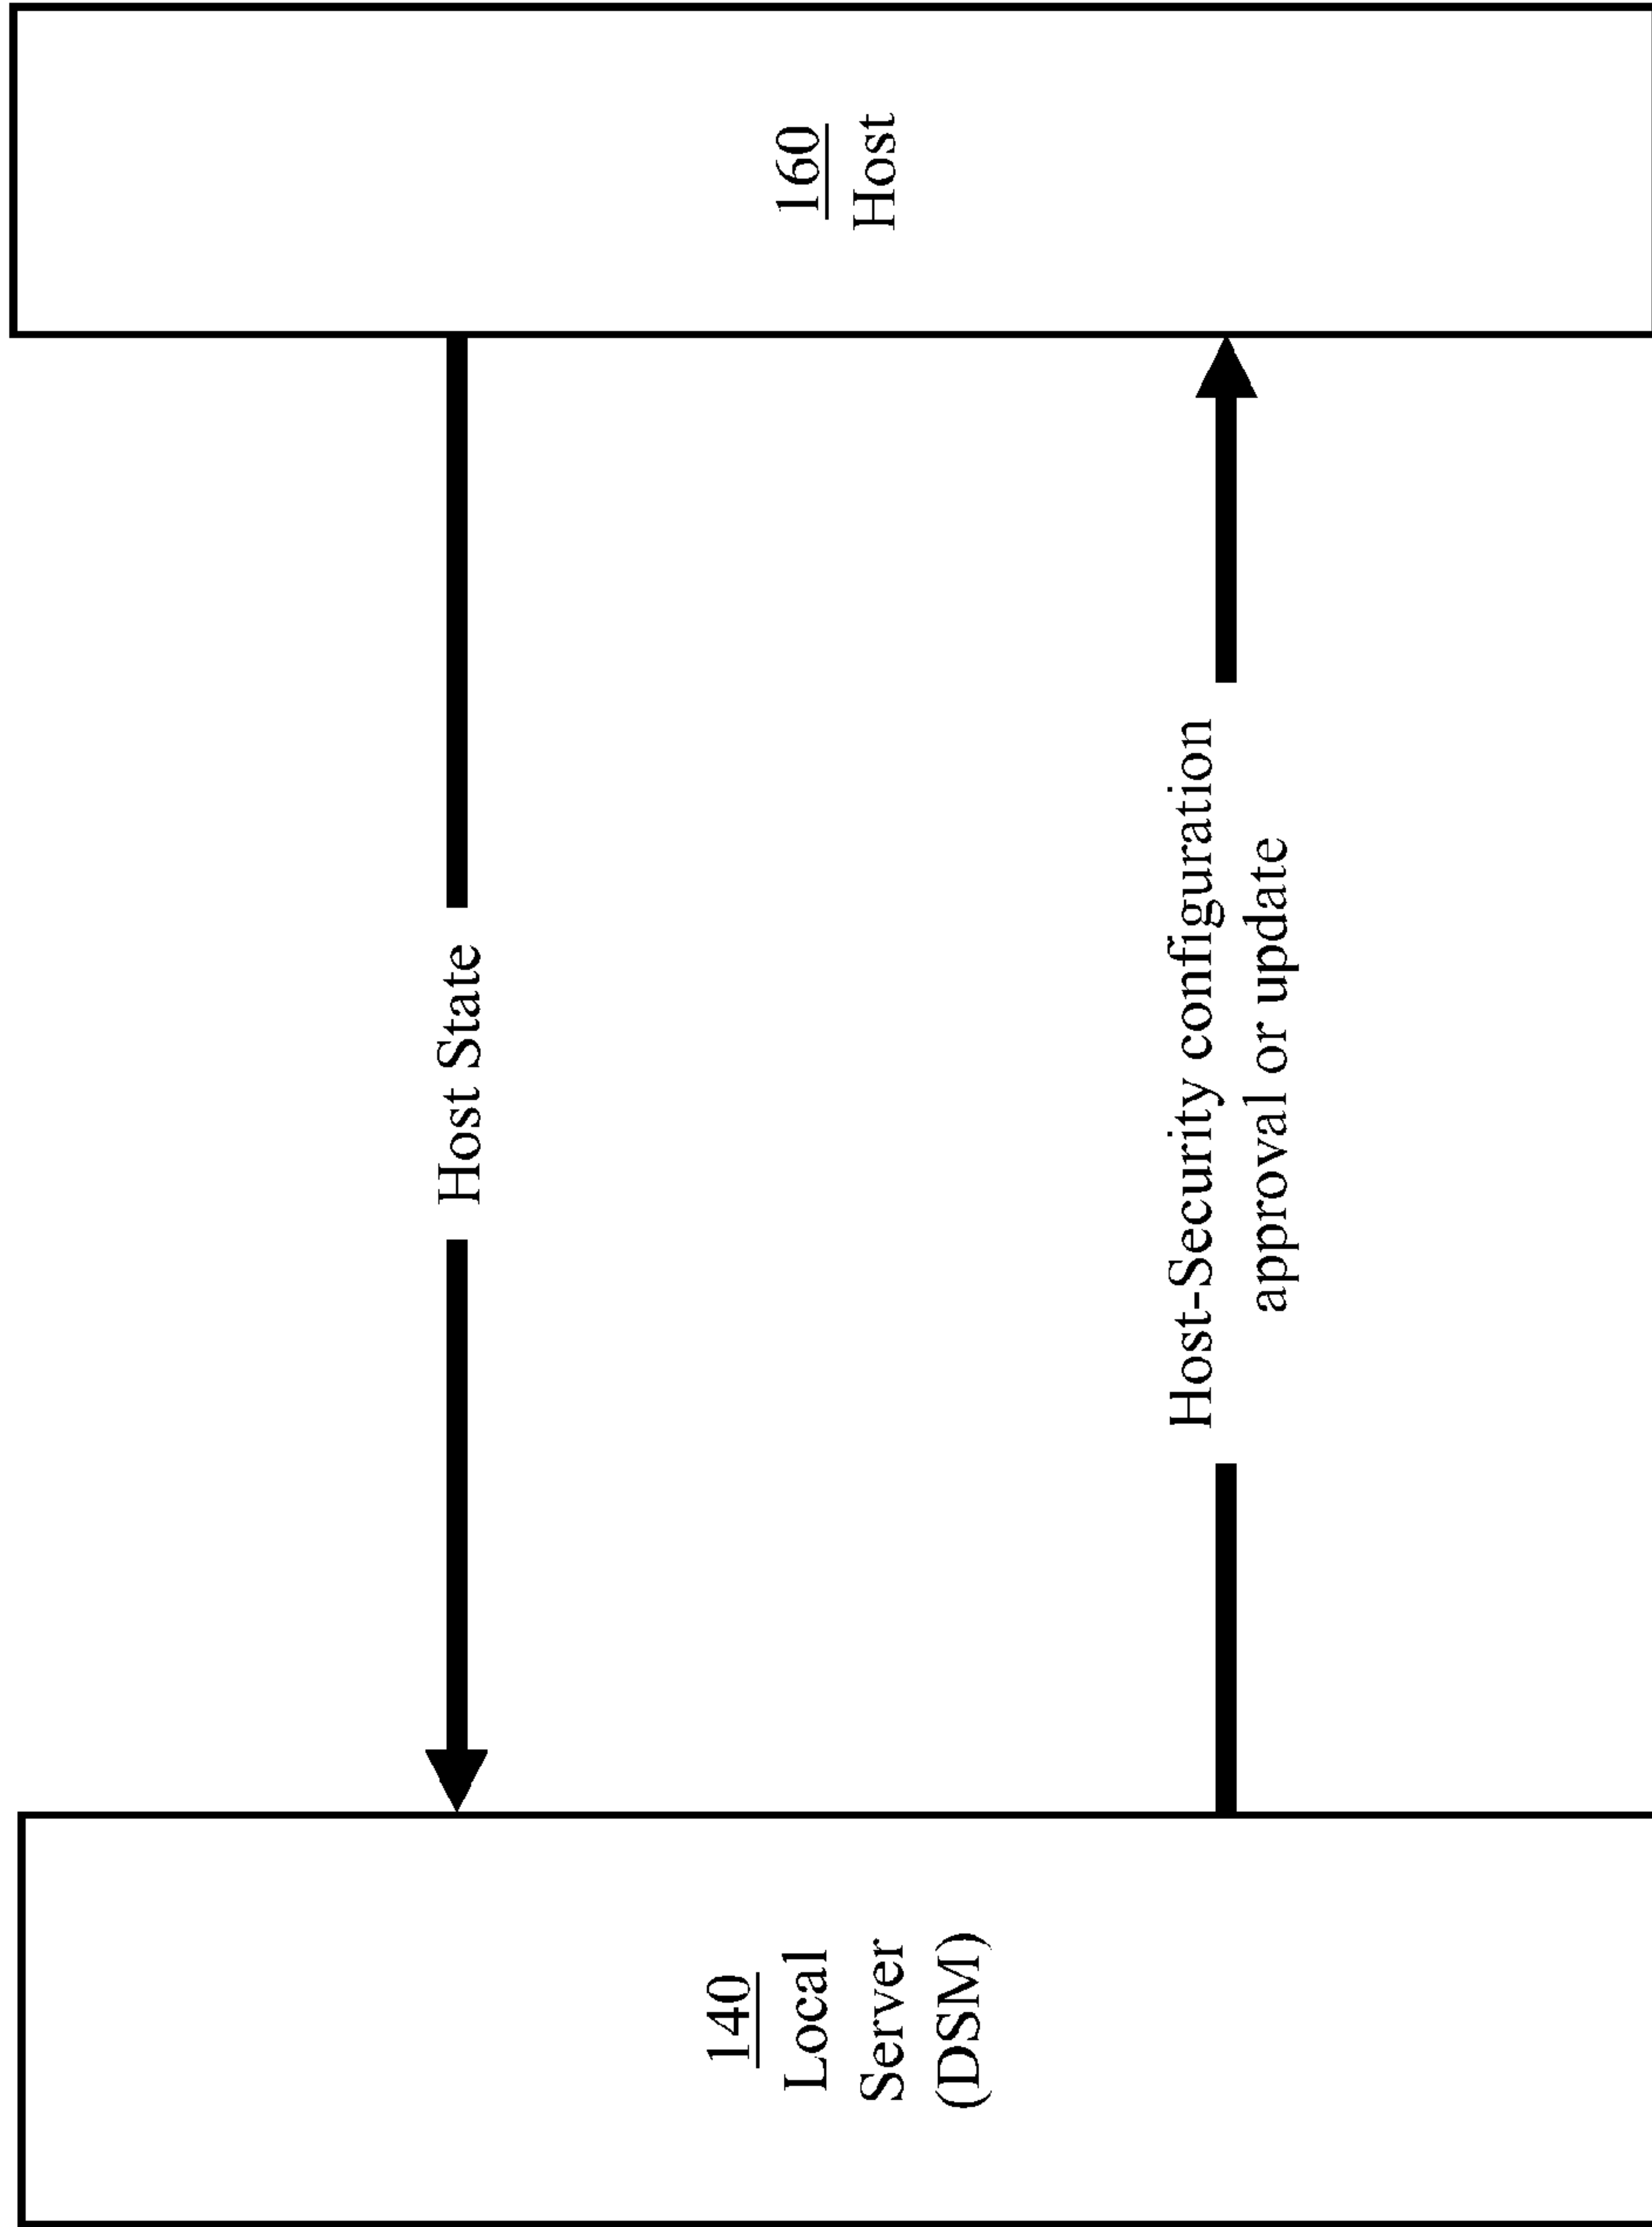 140
Local
Server
(DSM)
Host State
Host-Security configuration
approval or update
160
Host